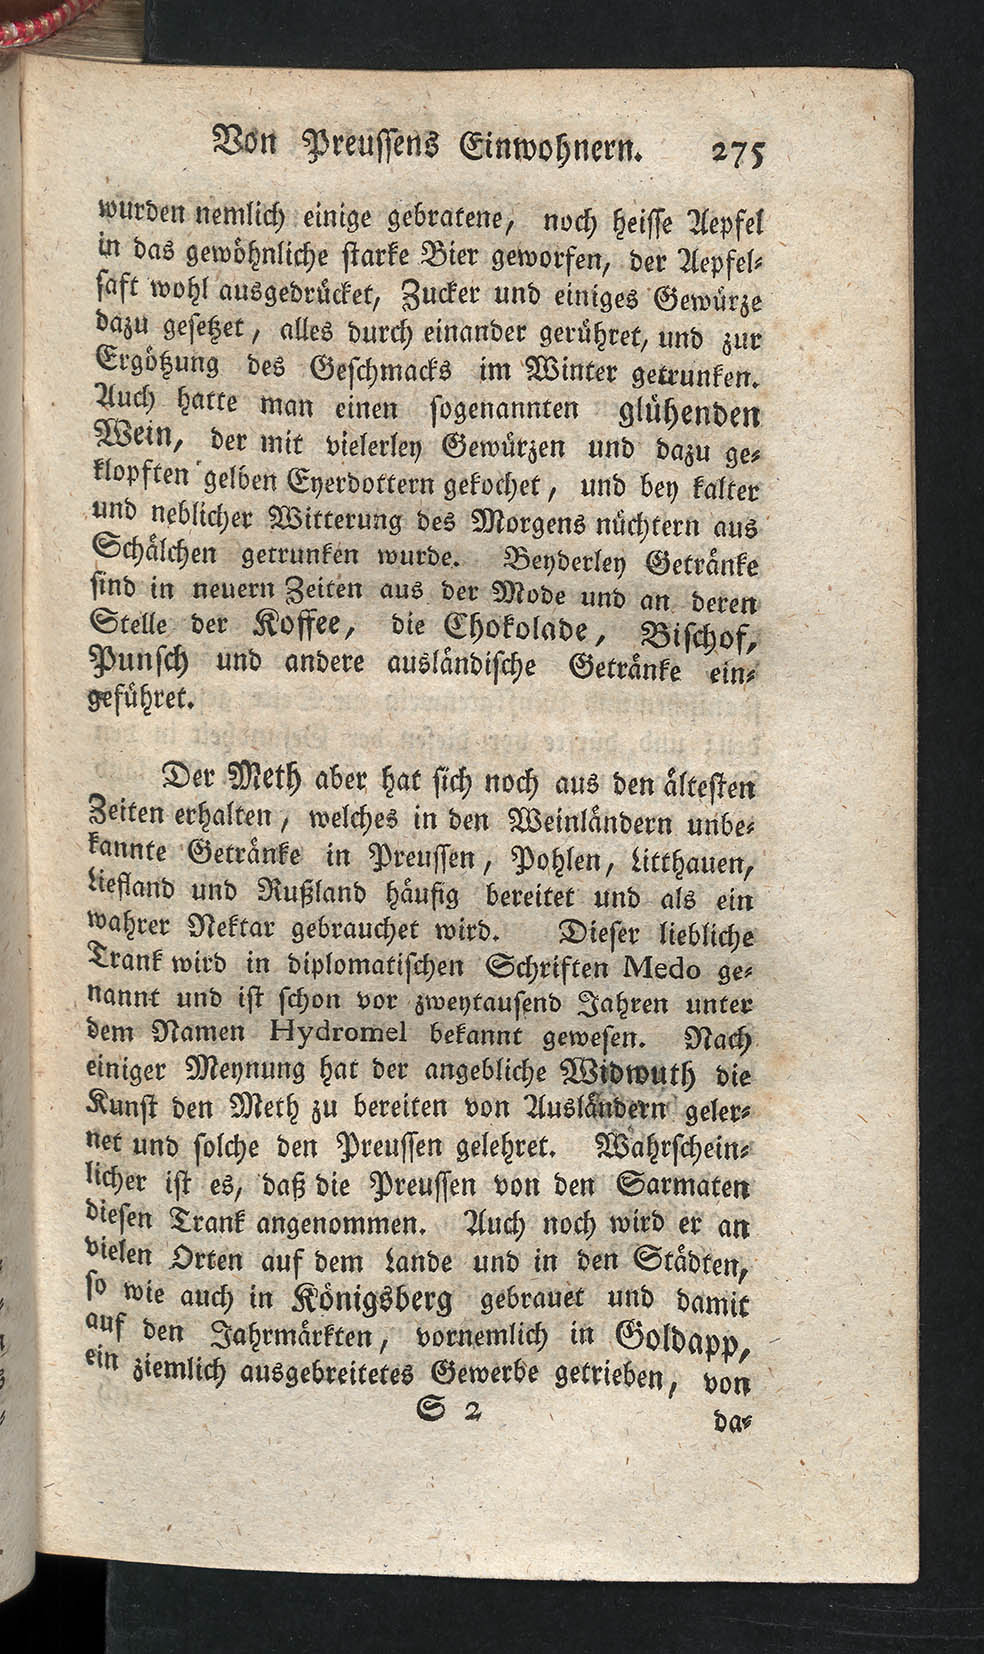 Von Preussens Einwohnern. 275
wurden nemlich einige gebratene, noch heisse Aepfel
in das gewöhnliche starke Bier geworfen, der Aepfel-
saft wohl ausgedrücket, Zucker und einiges Gewürze
dazu gesetzet, alles durch einander gerühret, und zur
Ergötzung des Geschmacks im Winter getrunken.
Auch hatte man einen sogenannten glühenden
Wein, der mit vielerley Gewürzen und dazu ge-
klopften gelben Eyerdottern gekochet, und bey kalter
und neblicher Witterung des Morgens nüchtern aus
Schälchen getrunken wurde. Beyderley Getränke
sind in neuern Zeiten aus der Mode und an deren
Stelle der Koffee, die Chokolade, Bischof,
Punsch und andere ausländische Getränke ein-
geführet.
Der Meth aber hat sich noch aus den ältesten
Zeiten erhalten, welches in den Weinländern unbe-
kannte Getränke in Preussen, Pohlen, Litthauen,
Liefland und Rußland häufig bereitet und als ein
wahrer Nektar gebrauchet wird. Dieser liebliche
Trank wird in diplomatischen Schriften Medo ge-
nannt und ist schon vor zweytausend Jahren unter
dem Namen Hydromel bekannt gewesen. Nach
einiger Meynung hat der angebliche Widwuth die
Kunst den Meth zu bereiten von Ausländern geler-
net und solche den Preussen gelehret. Wahrschein-
licher ist es, daß die Preussen von den Sarmaten
diesen Trank angenommen. Auch noch wird er an
vielen Orten auf dem Lande und in den Städten,
so wie auch in Königsberg gebrauet und damit
auf den Jahrmärkten, vornemlich in Goldapp,
ein ziemlich ausgebreitetes Gewerbe getrieben, von
S 2 da-